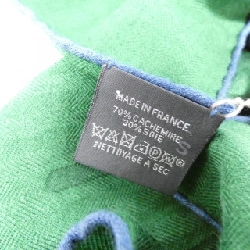 MADE IN FRANCE
70% CACHEMIRE
30% SOIE
NETTOYAGE A SEC
S